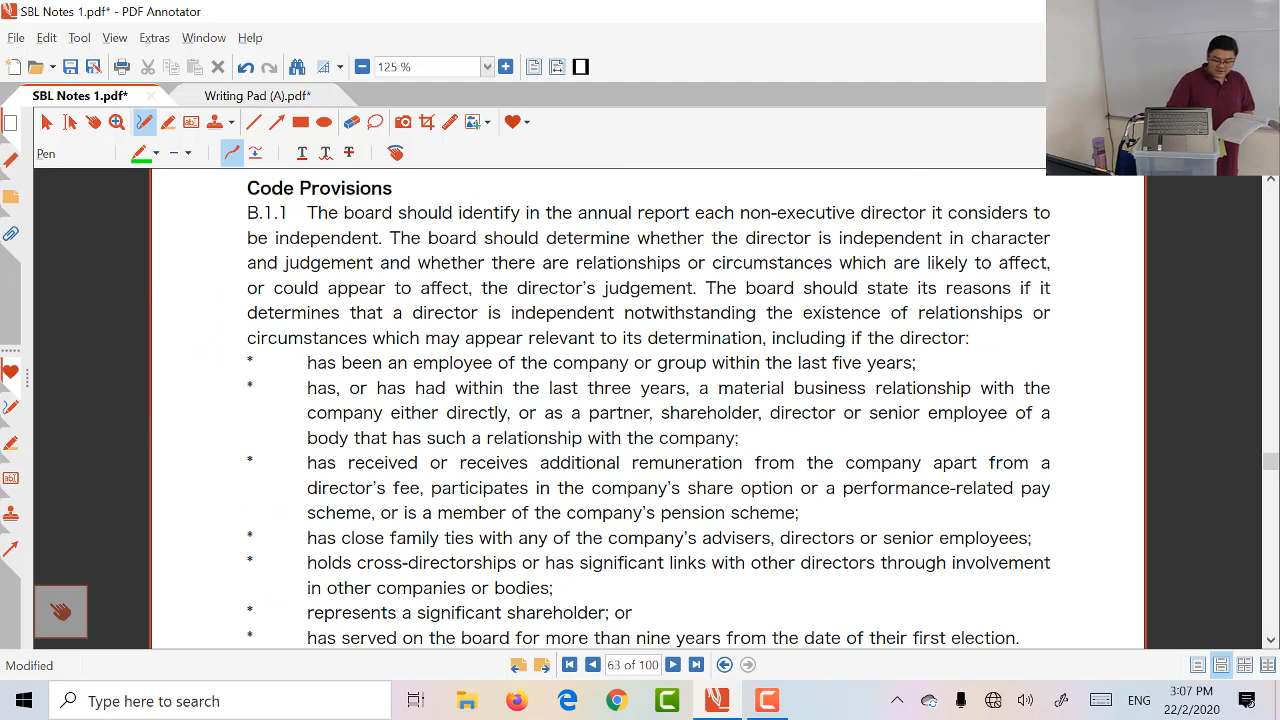 SBL Notes 1.pdf* - PDF Annotator
File Edit Tool View Extras Window Help
125 %
SBL Notes 1.pdf* Writing Pad (A).pdf*
Pen
Code Provisions
B.1.1 The board should identify in the annual report each non-executive director it considers to
be independent. The board should determine whether the director is independent in character
and judgement and whether there are relationships or circumstances which are likely to affect,
or could appear to affect, the director's judgement. The board should state its reasons if it
determines that a director is independent notwithstanding the existence of relationships or
circumstances which may appear relevant to its determination, including if the director:
* has been an employee of the company or group within the last five years;
* has, or has had within the last three years, a material business relationship with the
company either directly, or as a partner, shareholder, director or senior employee of a
body that has such a relationship with the company;
* has received or receives additional remuneration from the company apart from a
director's fee, participates in the company's share option or a performance-related pay
scheme, or is a member of the company's pension scheme;
* has close family ties with any of the company's advisers, directors or senior employees;
* holds cross-directorships or has significant links with other directors through involvement
in other companies or bodies;
* represents a significant shareholder; or
* has served on the board for more than nine years from the date of their first election.
Modified
63 of 100
Type here to search
ENG
3:07 PM
22/2/2020